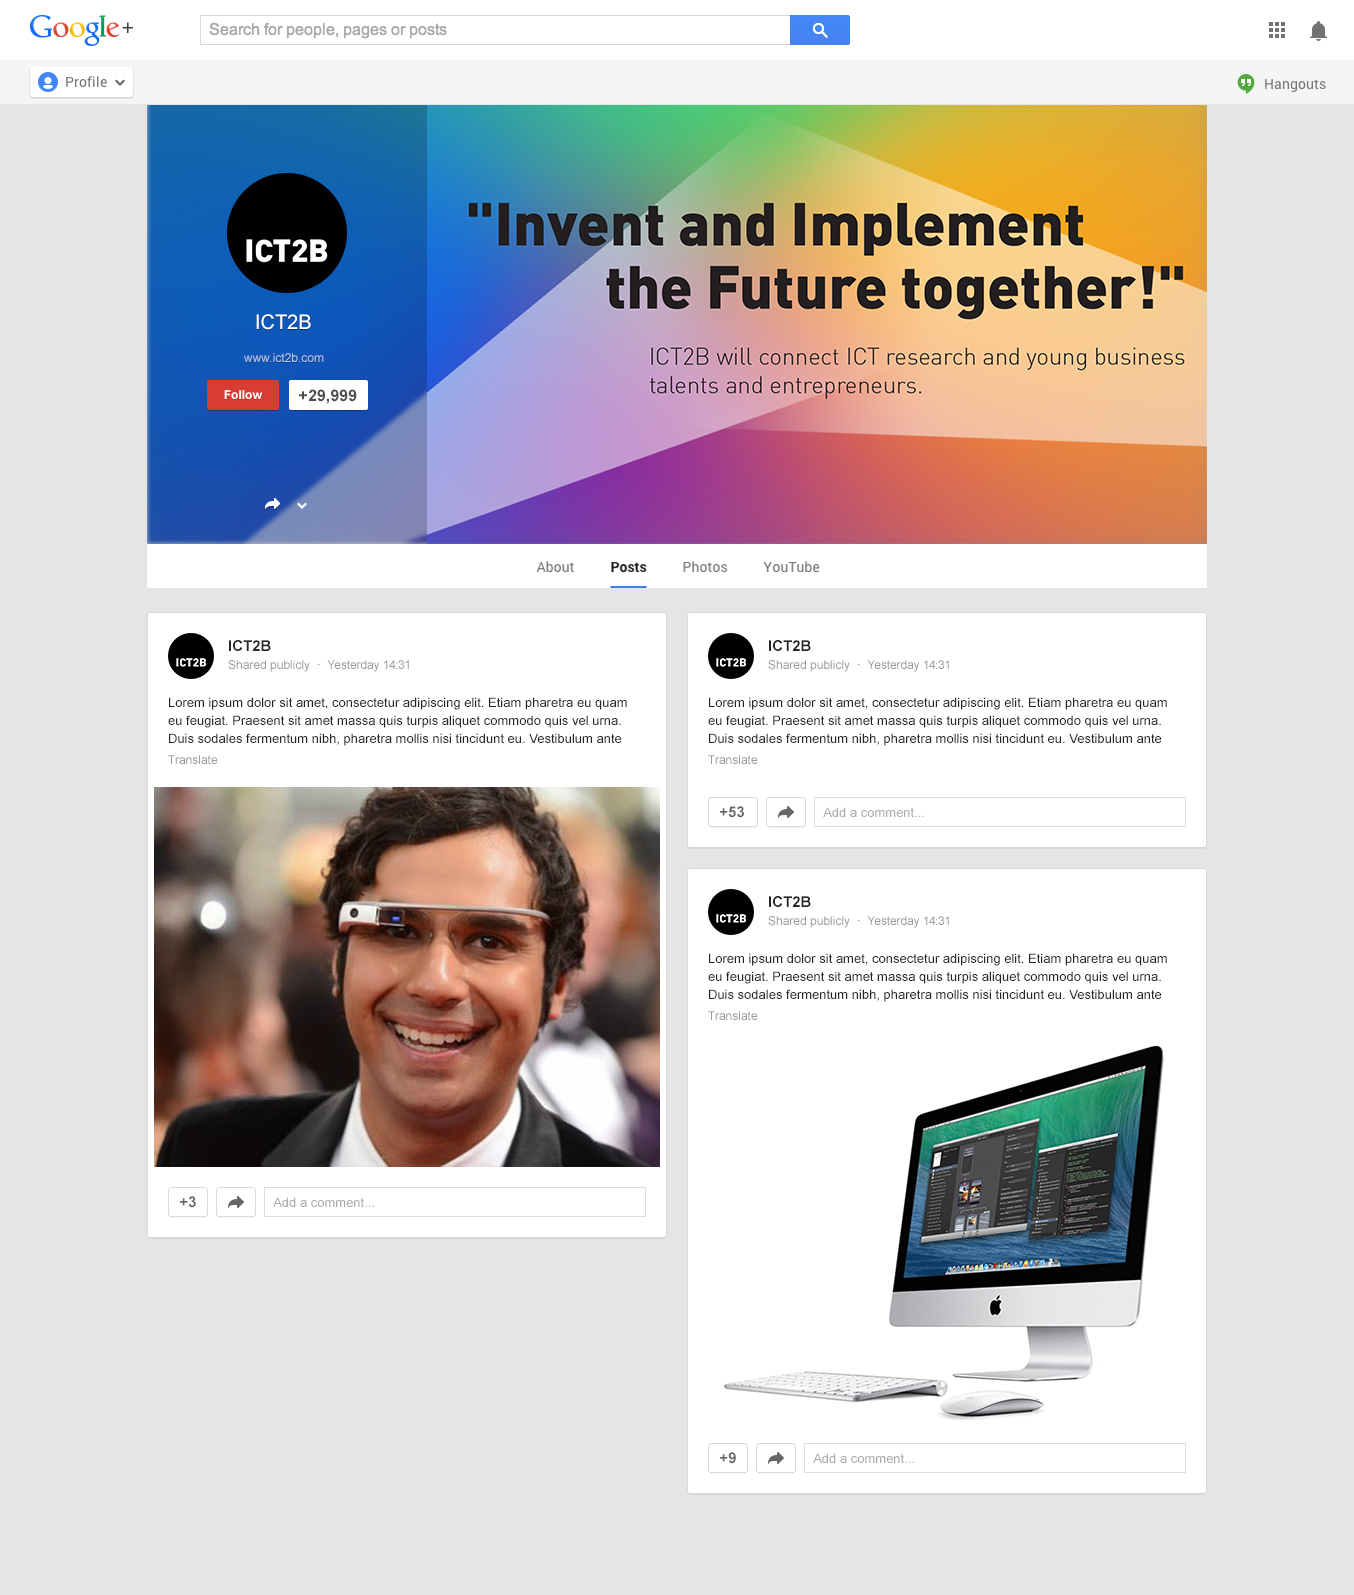 Google+
Search for people, pages or posts
Profile
Hangouts
ICT2B
ICT2B
www.ict2b.com
Follow
+29,999
"Invent and Implement
the Future together!"
ICT2B will connect ICT research and young business
talents and entrepreneurs.
About
Posts
Photos
YouTube
ICT2B
ICT2B
Shared publicly · Yesterday 14:31
Lorem ipsum dolor sit amet, consectetur adipiscing elit. Etiam pharetra eu quam
eu feugiat. Praesent sit amet massa quis turpis aliquet commodo quis vel urna.
Duis sodales fermentum nibh, pharetra mollis nisi tincidunt eu. Vestibulum ante
Translate
+3
Add a comment...
ICT2B
ICT2B
Shared publicly · Yesterday 14:31
Lorem ipsum dolor sit amet, consectetur adipiscing elit. Etiam pharetra eu quam
eu feugiat. Praesent sit amet massa quis turpis aliquet commodo quis vel urna.
Duis sodales fermentum nibh, pharetra mollis nisi tincidunt eu. Vestibulum ante
Translate
+53
Add a comment...
ICT2B
ICT2B
Shared publicly · Yesterday 14:31
Lorem ipsum dolor sit amet, consectetur adipiscing elit. Etiam pharetra eu quam
eu feugiat. Praesent sit amet massa quis turpis aliquet commodo quis vel urna.
Duis sodales fermentum nibh, pharetra mollis nisi tincidunt eu. Vestibulum ante
Translate
+9
Add a comment...